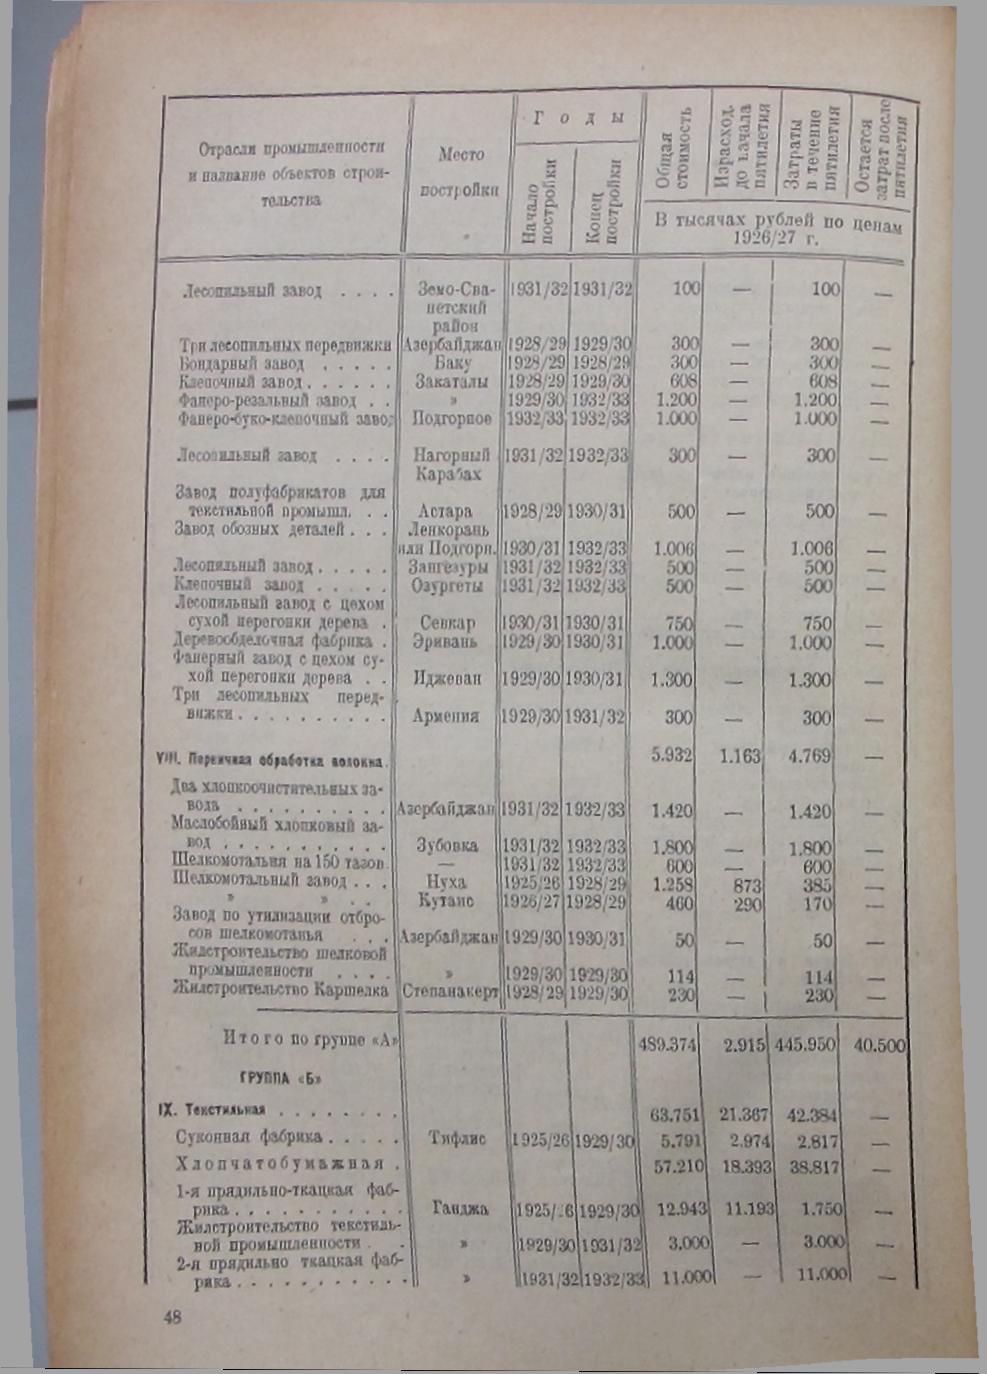 Отрасли промышленности и название объектов строительства
Место постройки
Годы
Начало постройки
Конец постройки
Общая стоимость
Израсход. до начала пятилетия
Затраты в течение пятилетия
Остается затрат после пятилетия
В тысячах рублей по ценам 1926/27 г.
Лесопильный завод . . . . Земо-Сва- 1931/32 1931/32 100 — 100 —
нетский
район
Три лесопильных передвижки Азербайджан 1928/29 1929/30 300 — 300 —
Бондарный завод . . . . . Баку 1928/29 1928/29 300 — 300 —
Клепочный завод . . . . . . Закаталы 1928/29 1929/30 608 — 608 —
Фанеро-резальный завод . . » 1929/30 1932/33 1.200 — 1.200 —
Фанеро-буко-клепочный завод Подгорное 1932/33 1932/33 1.000 — 1.000 —
Лесопильный завод . . . . Нагорный 1931/32 1932/33 300 — 300 —
Карабах
Завод полуфабрикатов для
текстильной промышл. . . Астара 1928/29 1930/31 500 — 500 —
Завод обозных деталей . . . Ленкорань
или Подгорн. 1930/31 1932/33 1.006 — 1.006 —
Лесопильный завод . . . . . Зангезуры 1931/32 1932/33 500 — 500 —
Клепочный завод . . . . . Озургеты 1931/32 1932/33 500 — 500 —
Лесопильный завод с цехом
сухой перегонки дерева . Севкар 1930/31 1930/31 750 — 750 —
Деревообделочная фабрика . Эривань 1929/30 1930/31 1.000 — 1.000 —
Фанерный завод с цехом су-
хой перегонки дерева . . Иджеван 1929/30 1930/31 1.300 — 1.300 —
Три лесопильных перед-
вижки . . . . . . . . . . Армения 1929/30 1931/32 300 — 300 —
VIII. Первичная обработка волокна . 5.932 1.163 4.769 —
Два хлопкоочистительных за-
вода . . . . . . . . . . Азербайджан 1931/32 1932/33 1.420 — 1.420 —
Маслобойный хлопковый за-
вод . . . . . . . . . . . Зубовка 1931/32 1932/33 1.800 — 1.800 —
Шелкомотальня на 150 тазов. — 1931/32 1932/33 600 — 600 —
Шелкомотальный завод . . . Нуха 1925/26 1928/29 1.258 873 385 —
» » . . Кутаис 1926/27 1928/29 460 290 170 —
Завод по утилизации отбро-
сов шелкомотанья . . . Азербайджан 1929/30 1930/31 50 — 50 —
Жилстроительство шелковой
промышленности . . . . » 1929/30 1929/30 114 — 114 —
Жилстроительство Каршелка Степанакерт 1928/29 1929/30 230 — 230 —
Итого по группе «А» 489.374 2.915 445.950 40.500
ГРУППА «Б»
IX. Текстильная . . . . . . . . 63.751 21.367 42.384 —
Суконная фабрика . . . . . Тифлис 1925/26 1929/30 5.791 2.974 2.817 —
Хлопчатобумажная . 57.210 18.393 38.817 —
1-я прядильно-ткацкая фаб-
рика . . . . . . . . . . . Ганджа 1925/26 1929/30 12.943 11.193 1.750 —
Жилстроительство текстиль-
ной промышленности . . » 1929/30 1931/32 3.000 — 3.000 —
2-я прядильно ткацкая фаб-
рика . . . . . . . . . . . » 1931/32 1932/33 11.000 — 11.000 —
48